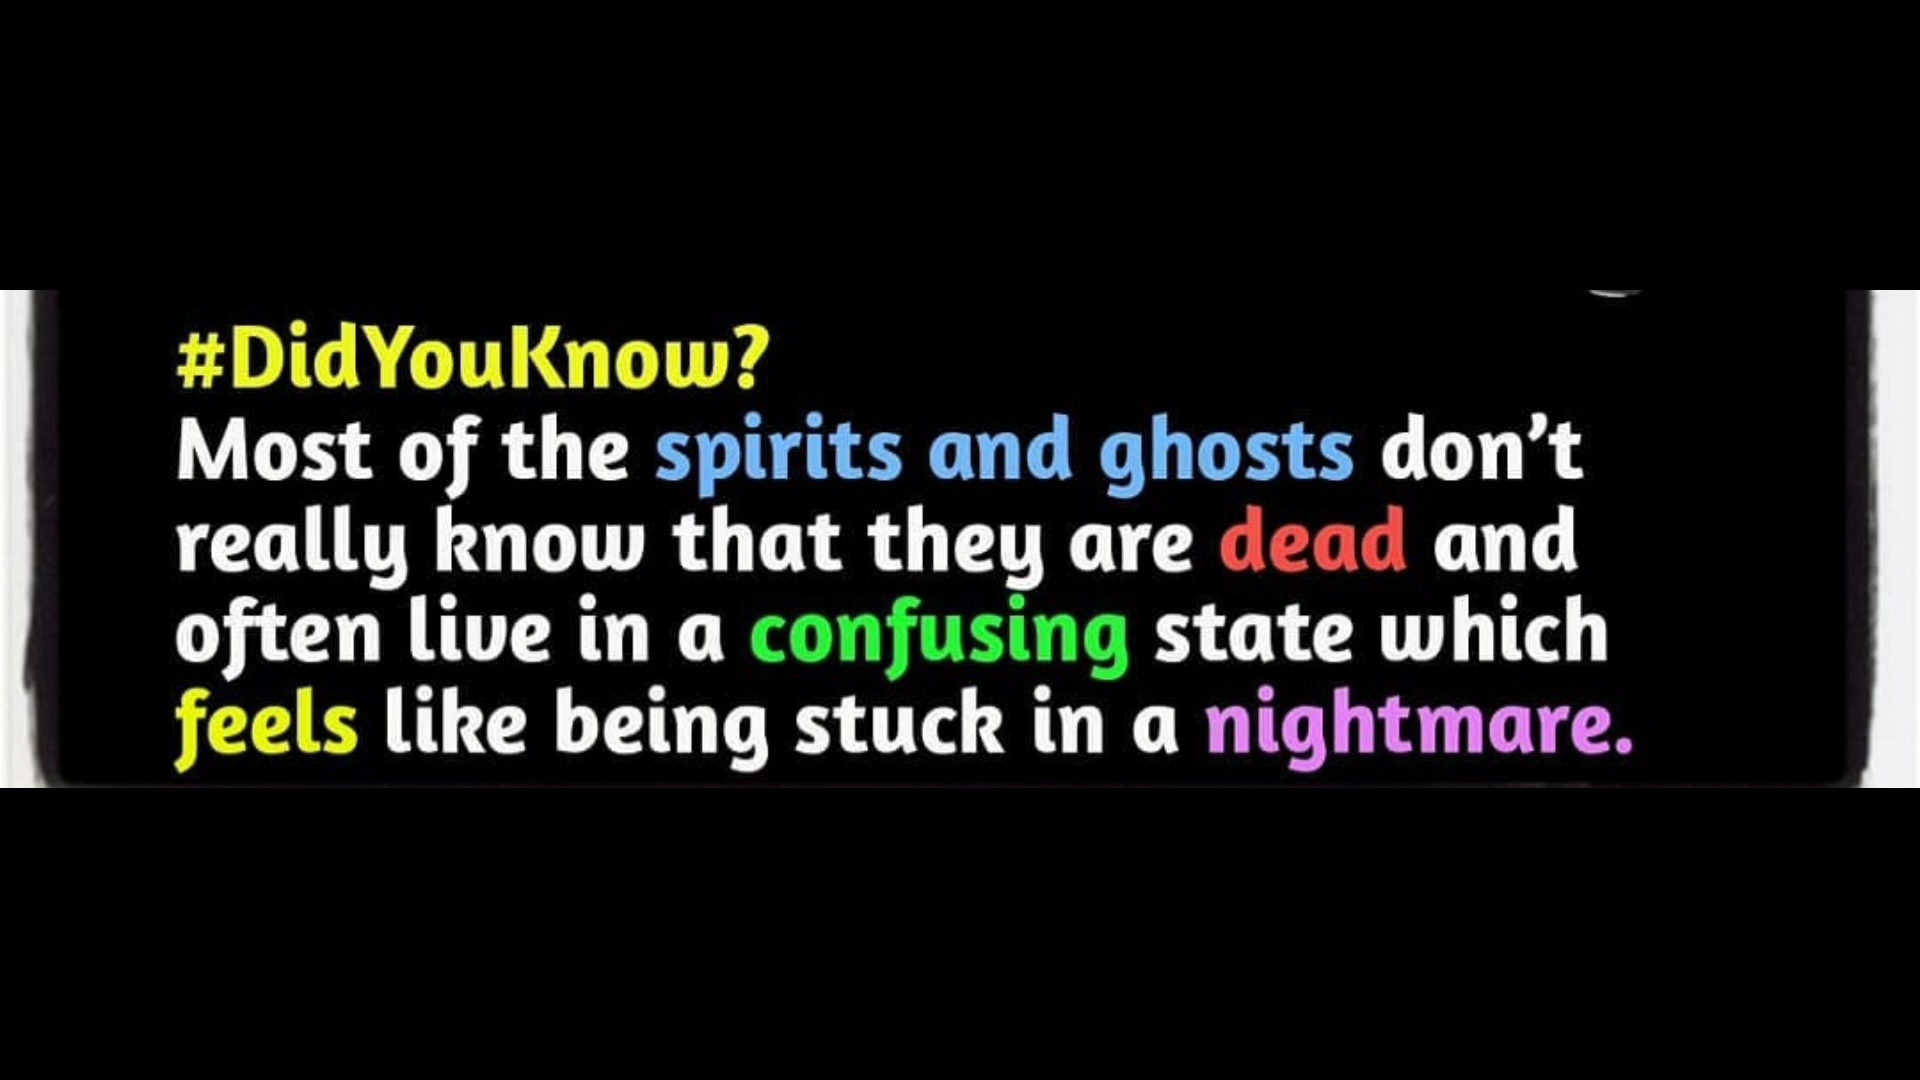 #DidYouKnow?
Most of the spirits and ghosts don’t
really know that they are dead and
often live in a confusing state which
feels like being stuck in a nightmare.